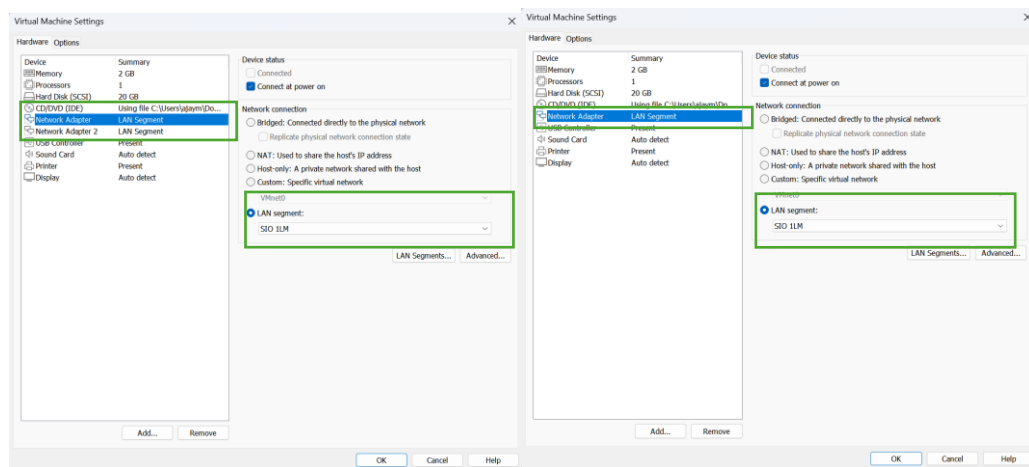 Virtual Machine Settings
Hardware Options
Device Summary
Memory 2 GB
Processors 1
Hard Disk (SCSI) 20 GB
CD/DVD (IDE) Using file C:\Users\ajaym\Do...
Network Adapter LAN Segment
Network Adapter 2 LAN Segment
USB Controller Present
Sound Card Auto detect
Printer Present
Display Auto detect
Add... Remove
Device status
Connected
Connect at power on
Network connection
Bridged: Connected directly to the physical network
Replicate physical network connection state
NAT: Used to share the host's IP address
Host-only: A private network shared with the host
Custom: Specific virtual network
VMnet0
LAN segment:
SIO 1LM
LAN Segments... Advanced...
OK Cancel Help
Virtual Machine Settings
Hardware Options
Device Summary
Memory 2 GB
Processors 1
Hard Disk (SCSI) 20 GB
CD/DVD (IDE) Using file C:\Users\ajaym\Do...
Network Adapter LAN Segment
USB Controller Present
Sound Card Auto detect
Printer Present
Display Auto detect
Add... Remove
Device status
Connected
Connect at power on
Network connection
Bridged: Connected directly to the physical network
Replicate physical network connection state
NAT: Used to share the host's IP address
Host-only: A private network shared with the host
Custom: Specific virtual network
VMnet0
LAN segment:
SIO 1LM
LAN Segments... Advanced...
OK Cancel Help